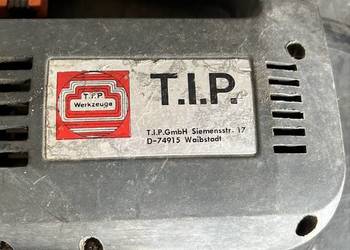 T.I.P
Werkzeuge
T.I.P.
T.I.P.GmbH Siemensstr. 17
D-74915 Waibstadt